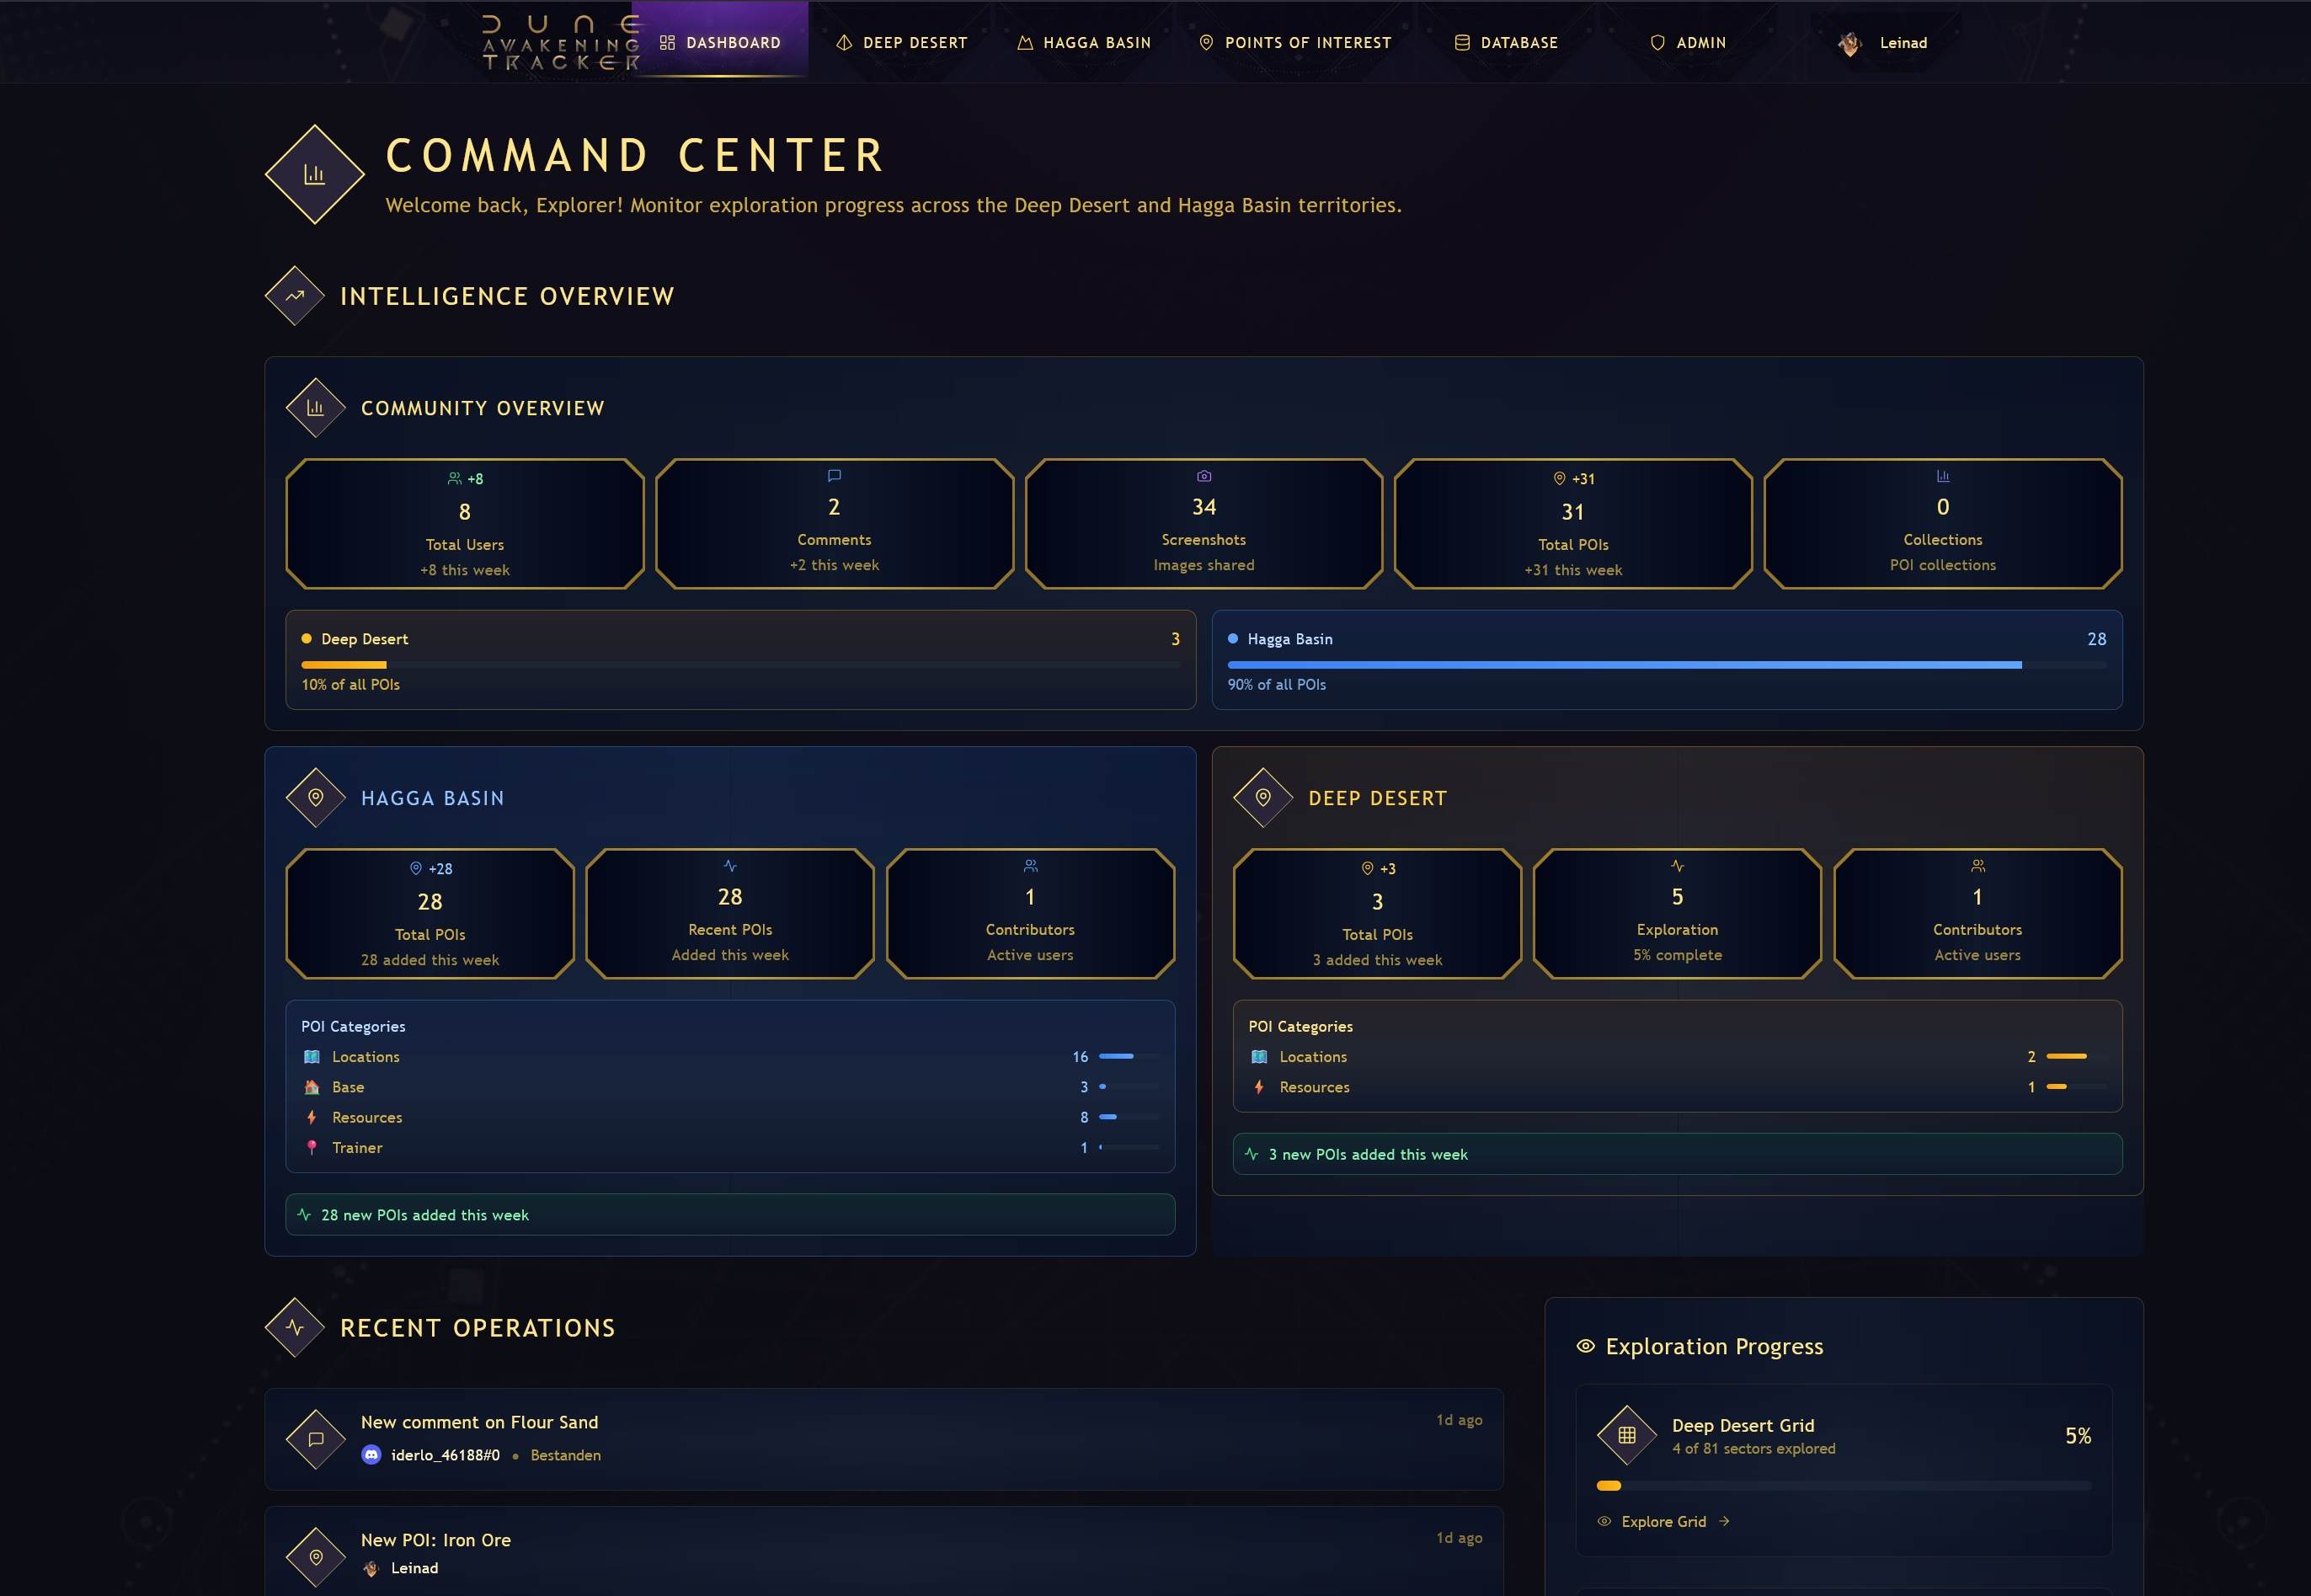 DUNE
AWAKENING
TRACKER
DASHBOARD
DEEP DESERT
HAGGA BASIN
POINTS OF INTEREST
DATABASE
ADMIN
Leinad
COMMAND CENTER
Welcome back, Explorer! Monitor exploration progress across the Deep Desert and Hagga Basin territories.
INTELLIGENCE OVERVIEW
COMMUNITY OVERVIEW
+8
8
Total Users
+8 this week
2
Comments
+2 this week
34
Screenshots
Images shared
+31
31
Total POIs
+31 this week
0
Collections
POI collections
Deep Desert
3
10% of all POIs
Hagga Basin
28
90% of all POIs
HAGGA BASIN
+28
28
Total POIs
28 added this week
28
Recent POIs
Added this week
1
Contributors
Active users
POI Categories
Locations
16
Base
3
Resources
8
Trainer
1
28 new POIs added this week
DEEP DESERT
+3
3
Total POIs
3 added this week
5
Exploration
5% complete
1
Contributors
Active users
POI Categories
Locations
2
Resources
1
3 new POIs added this week
RECENT OPERATIONS
New comment on Flour Sand
1d ago
iderlo_46188#0 • Bestanden
New POI: Iron Ore
1d ago
Leinad
Exploration Progress
Deep Desert Grid
4 of 81 sectors explored
5%
Explore Grid →